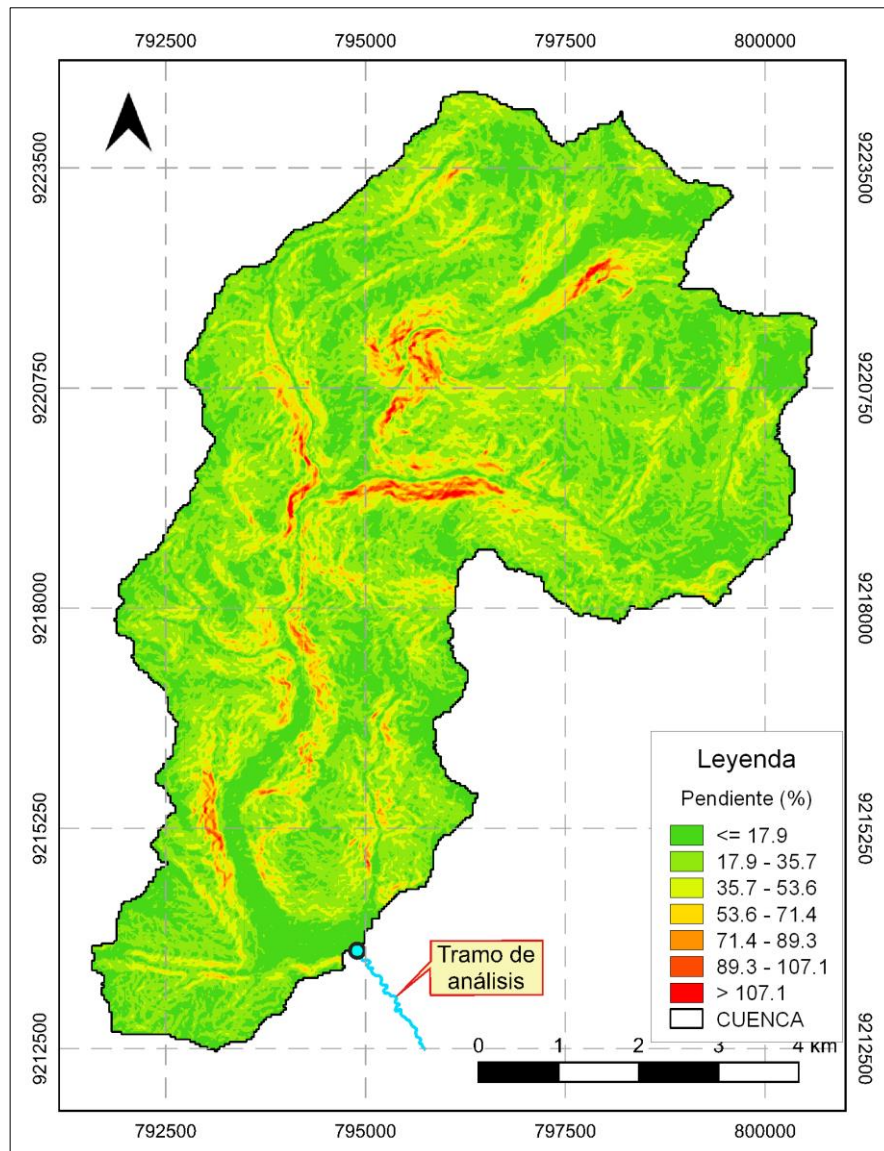 792500 795000 797500 800000
9223500 9223500
9220750 9220750
9218000 9218000
Leyenda
Pendiente (%)
9215250 9215250
<= 17.9
17.9 - 35.7
35.7 - 53.6
53.6 - 71.4
71.4 - 89.3
89.3 - 107.1
> 107.1
CUENCA
Tramo de
análisis
9212500 9212500
0 1 2 3 4 km
792500 795000 797500 800000